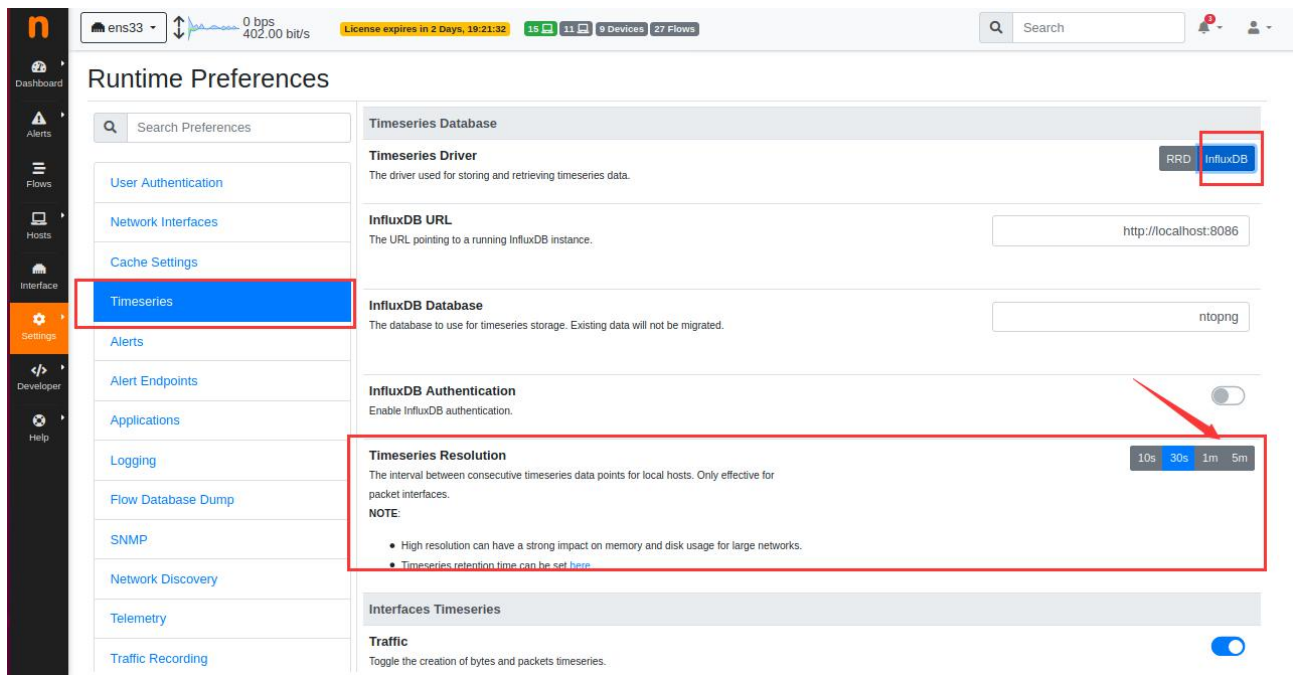 n
ens33
0 bps
402.00 bit/s
License expires in 2 Days, 19:21:32
15
11
9 Devices
27 Flows
Search
Dashboard
Alerts
Flows
Hosts
Interface
Settings
Developer
Help
Runtime Preferences
Search Preferences
User Authentication
Network Interfaces
Cache Settings
Timeseries
Alerts
Alert Endpoints
Applications
Logging
Flow Database Dump
SNMP
Network Discovery
Telemetry
Traffic Recording
Timeseries Database
Timeseries Driver
The driver used for storing and retrieving timeseries data.
RRD InfluxDB
InfluxDB URL
The URL pointing to a running InfluxDB instance.
http://localhost:8086
InfluxDB Database
The database to use for timeseries storage. Existing data will not be migrated.
ntopng
InfluxDB Authentication
Enable InfluxDB authentication.
Timeseries Resolution
The interval between consecutive timeseries data points for local hosts. Only effective for
packet interfaces.
NOTE:
• High resolution can have a strong impact on memory and disk usage for large networks.
• Timeseries retention time can be set here
10s 30s 1m 5m
Interfaces Timeseries
Traffic
Toggle the creation of bytes and packets timeseries.